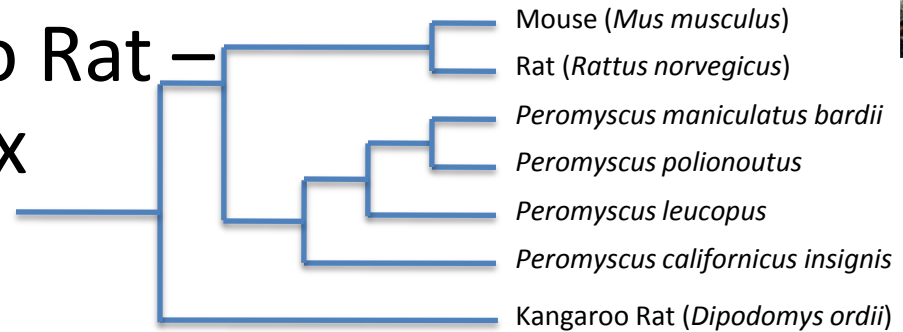 o Rat –
x
Mouse (Mus musculus)
Rat (Rattus norvegicus)
Peromyscus maniculatus bardii
Peromyscus polionoutus
Peromyscus leucopus
Peromyscus californicus insignis
Kangaroo Rat (Dipodomys ordii)